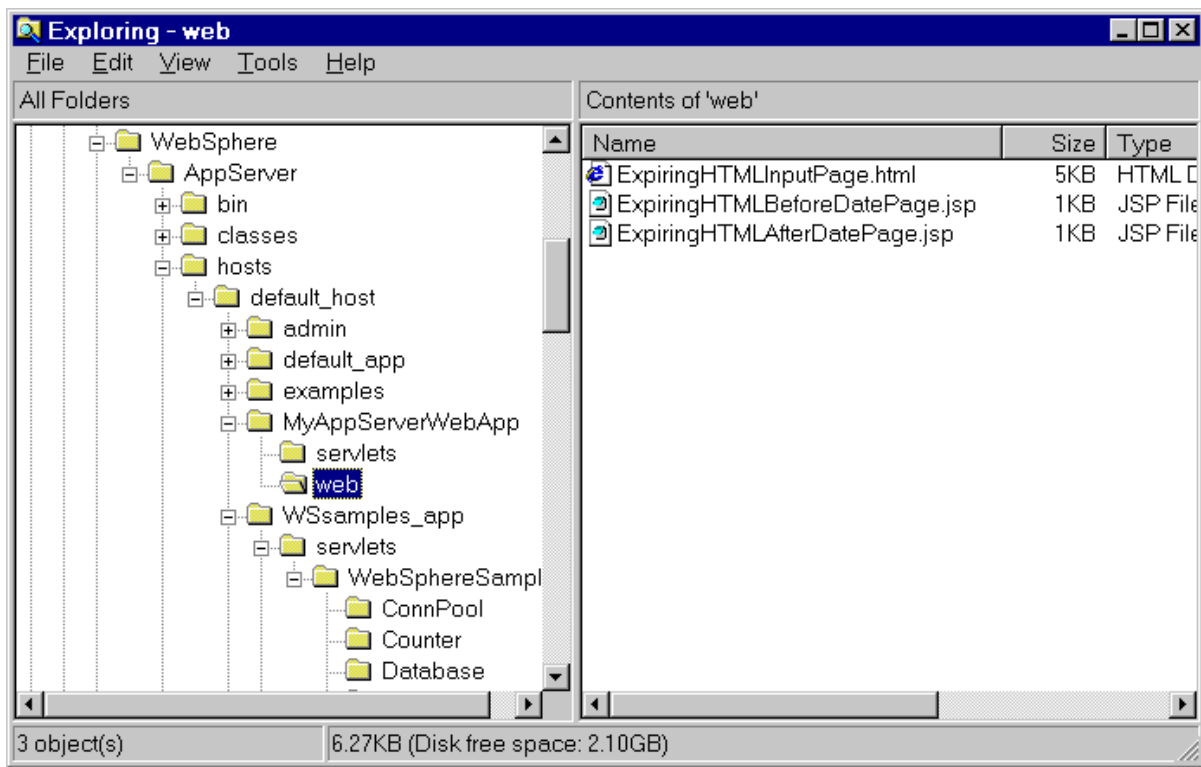 Exploring - web
File Edit View Tools Help
All Folders
Contents of 'web'
WebSphere
AppServer
bin
classes
hosts
default_host
admin
default_app
examples
MyAppServerWebApp
servlets
web
WSsamples_app
servlets
WebSphereSampl
ConnPool
Counter
Database
Name Size Type
ExpiringHTMLInputPage.html 5KB HTML D
ExpiringHTMLBeforeDatePage.jsp 1KB JSP File
ExpiringHTMLAfterDatePage.jsp 1KB JSP File
3 object(s)
6.27KB (Disk free space: 2.10GB)